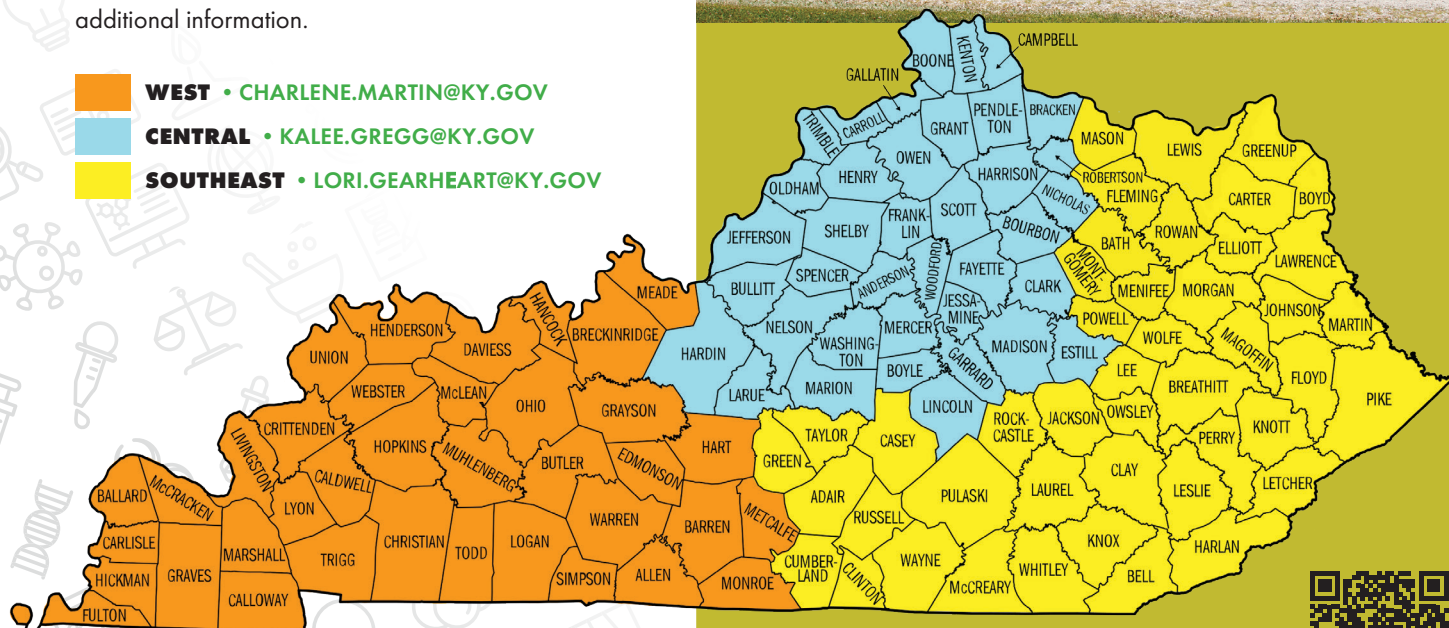 additional information.
WEST • CHARLENE.MARTIN@KY.GOV
CENTRAL • KALEE.GREGG@KY.GOV
SOUTHEAST • LORI.GEARHEART@KY.GOV
BOONE
KENTON
CAMPBELL
GALLATIN
TRIMBLE
CARROLL
GRANT
PENDLE-
TON
BRACKEN
MASON
LEWIS
GREENUP
OWEN
HENRY
OLDHAM
HARRISON
ROBERTSON
NICHOLAS
FLEMING
CARTER
BOYD
JEFFERSON
SHELBY
FRANK-
LIN
SCOTT
BOURBON
BATH
ROWAN
ELLIOTT
LAWRENCE
BULLITT
SPENCER
ANDERSON
WOODFORD
FAYETTE
CLARK
MONT-
GOMERY
MENIFEE
MORGAN
JOHNSON
MARTIN
MEADE
HANCOCK
BRECKINRIDGE
HARDIN
NELSON
WASHING-
TON
MERCER
JESSA-
MINE
GARRARD
MADISON
ESTILL
POWELL
WOLFE
MAGOFFIN
FLOYD
PIKE
HENDERSON
UNION
DAVIESS
WEBSTER
McLEAN
OHIO
GRAYSON
LARUE
MARION
BOYLE
LINCOLN
LEE
BREATHITT
KNOTT
CRITTENDEN
LIVINGSTON
HOPKINS
MUHLENBERG
BUTLER
EDMONSON
HART
GREEN
TAYLOR
CASEY
ROCK-
CASTLE
JACKSON
OWSLEY
PERRY
LETCHER
BALLARD
McCRACKEN
LYON
CALDWELL
WARREN
BARREN
METCALFE
ADAIR
RUSSELL
PULASKI
LAUREL
CLAY
LESLIE
CARLISLE
HICKMAN
FULTON
GRAVES
MARSHALL
CALLOWAY
TRIGG
CHRISTIAN
TODD
LOGAN
SIMPSON
ALLEN
MONROE
CUMBER-
LAND
CLINTON
WAYNE
McCREARY
WHITLEY
KNOX
BELL
HARLAN